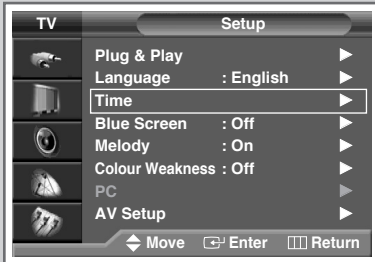 TV Setup
Plug & Play
Language : English
Time
Blue Screen : Off
Melody : On
Colour Weakness : Off
PC
AV Setup
Move Enter Return